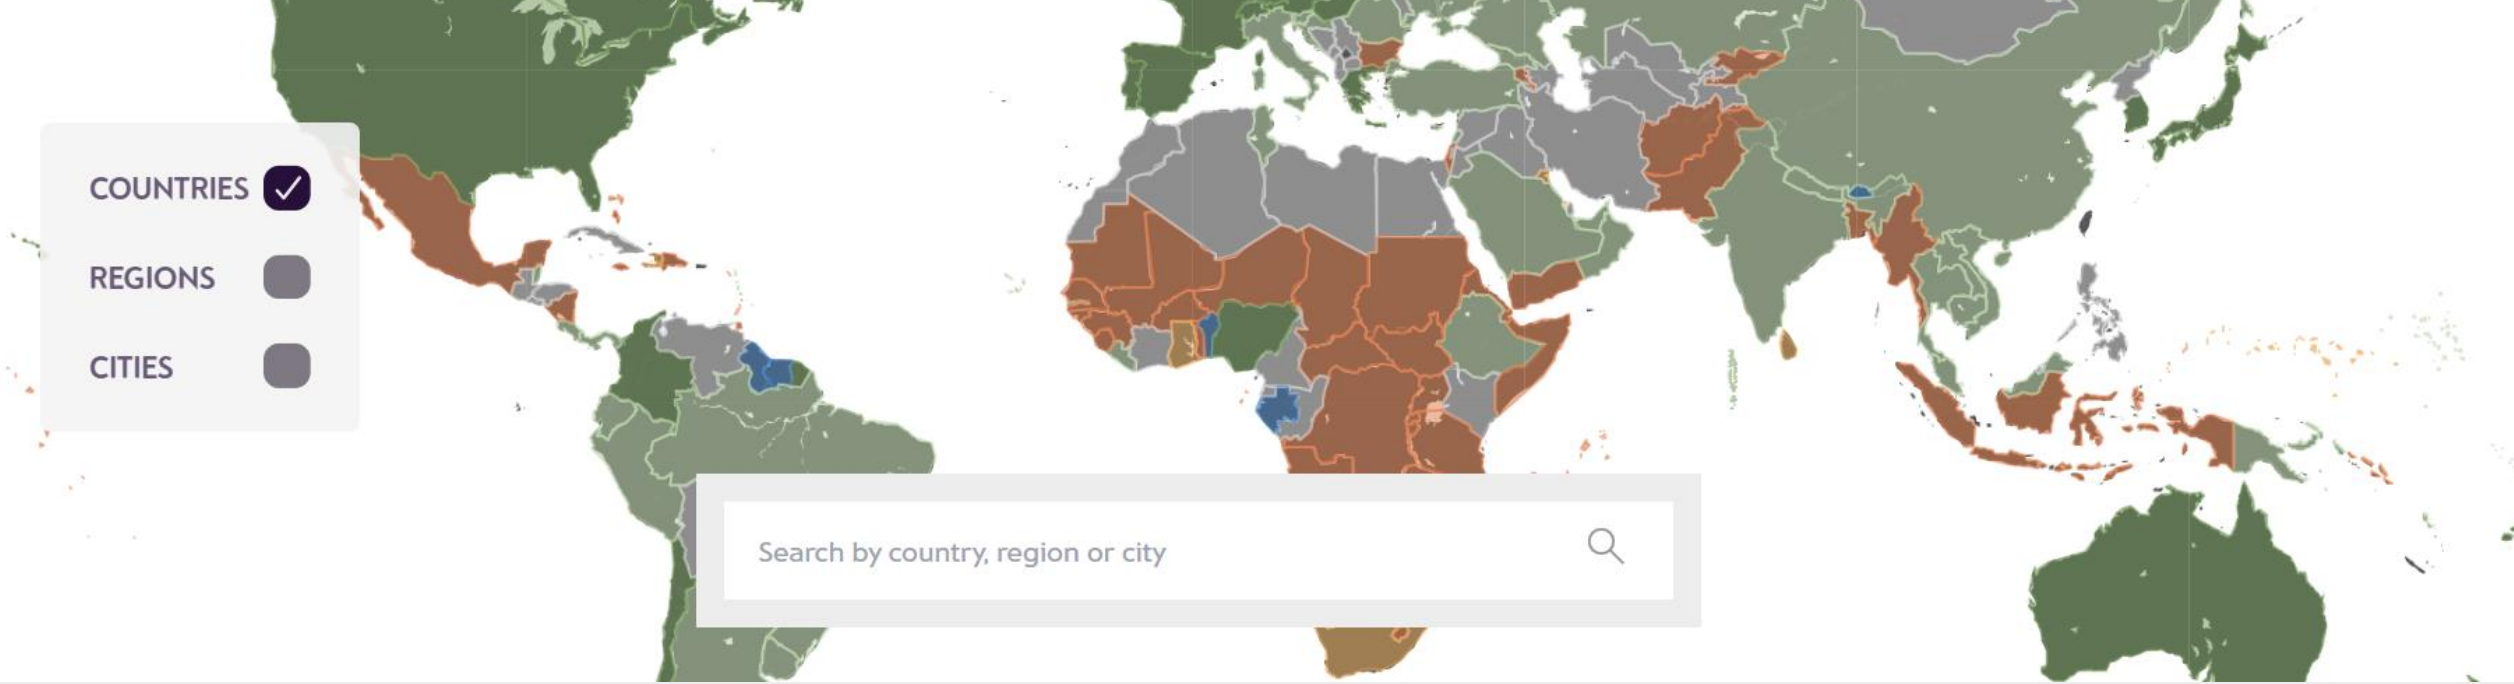 COUNTRIES
REGIONS
CITIES
Search by country, region or city